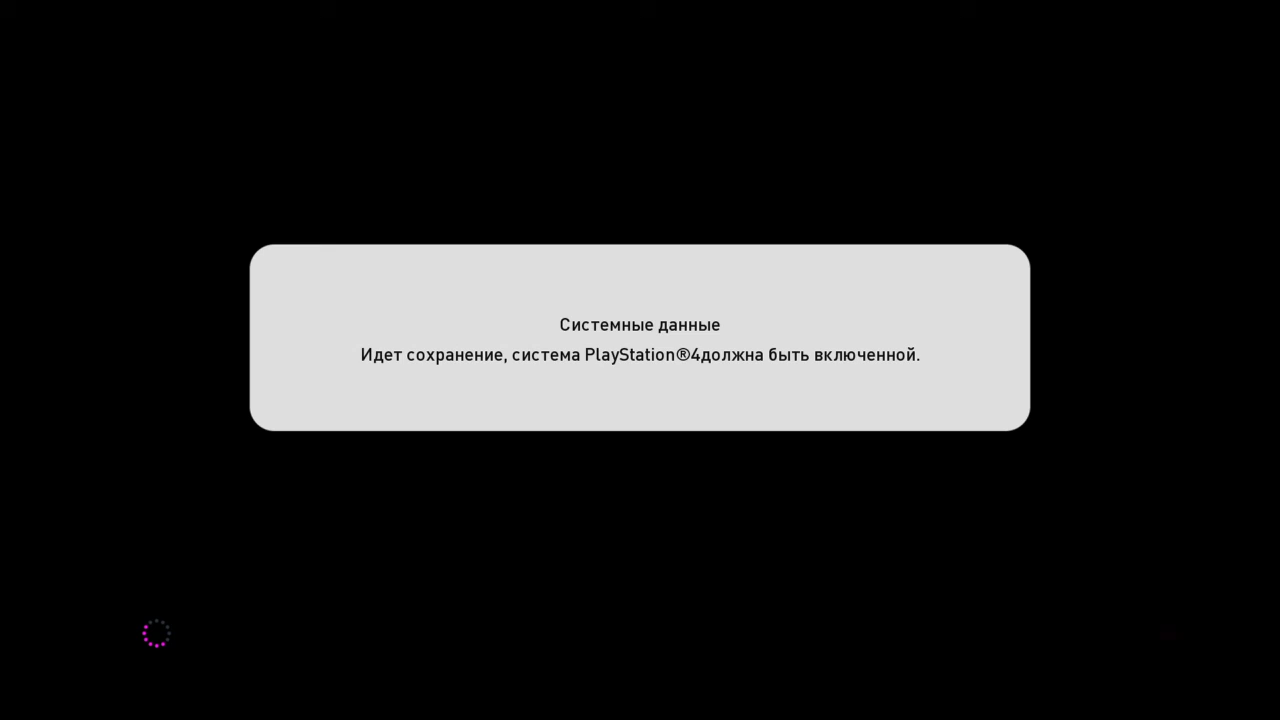 Системные данные
Идет сохранение, система PlayStation®4должна быть включенной.